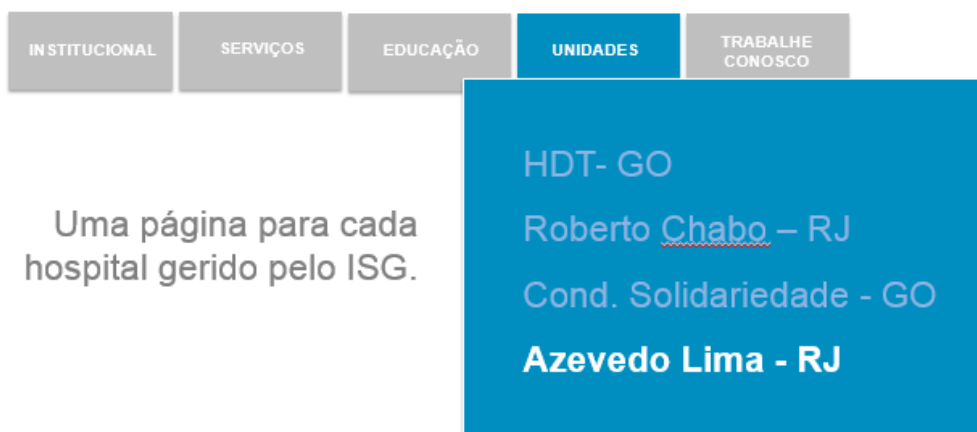 INSTITUCIONAL
SERVIÇOS
EDUCAÇÃO
UNIDADES
TRABALHE
CONOSCO
HDT- GO
Uma página para cada
hospital gerido pelo ISG.
Roberto Chabo – RJ
Cond. Solidariedade - GO
Azevedo Lima - RJ